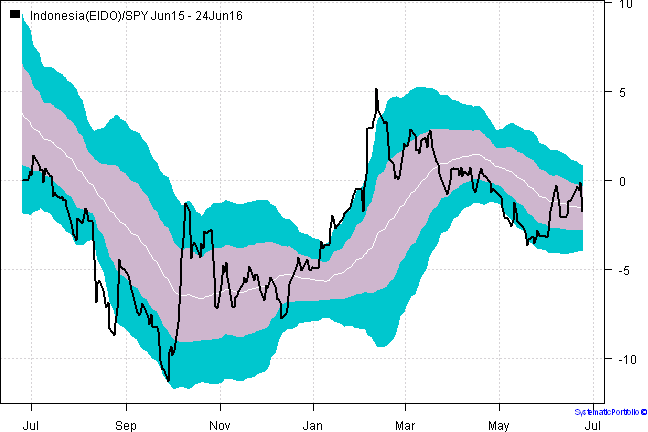 Indonesia(EIDO)/SPY Jun15 - 24Jun16
10
5
0
-5
-10
Jul Sep Nov Jan Mar May Jul
SystematicPortfolio ©